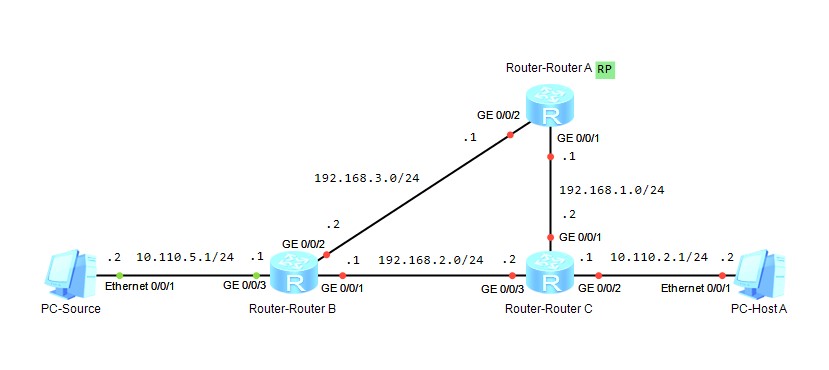 Router-Router A RP
R
GE 0/0/2
.1
GE 0/0/1
.1
192.168.3.0/24
192.168.1.0/24
.2
.2
GE 0/0/2
GE 0/0/1
.2 10.110.5.1/24 .1
.1 192.168.2.0/24 .2
.1 10.110.2.1/24 .2
R
R
Ethernet 0/0/1
GE 0/0/3
GE 0/0/1
GE 0/0/3
GE 0/0/2
Ethernet 0/0/1
PC-Source
Router-Router B
Router-Router C
PC-Host A